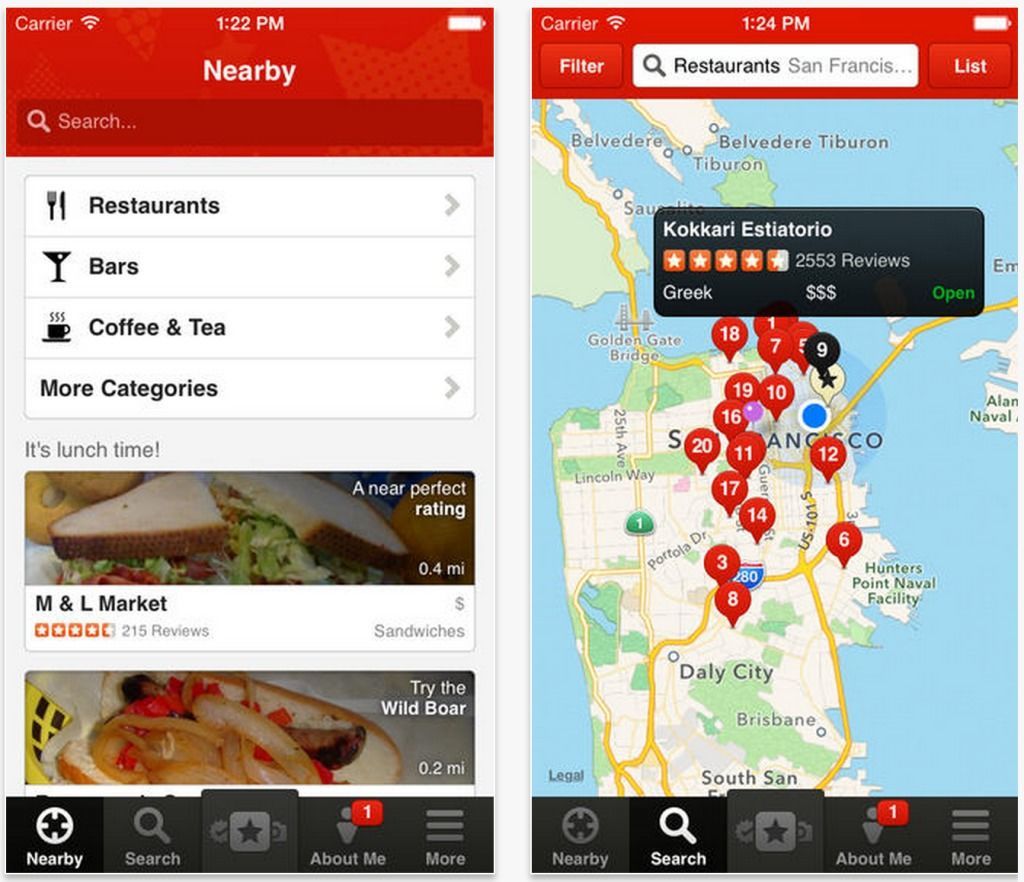 Carrier 1:22 PM
Nearby
Search...
Restaurants
Bars
Coffee & Tea
More Categories
It's lunch time!
A near perfect
rating
0.4 mi
M & L Market $
215 Reviews Sandwiches
Try the
Wild Boar
0.2 mi
1
Nearby Search About Me More
Carrier 1:24 PM
Filter Restaurants San Francis... List
Belvedere
Belvedere Tiburon
Tiburon
Sausalito
Kokkari Estiatorio
2553 Reviews
Greek $$$ Open
Em
Golden Gate
Bridge
18
1
7
5
9
19
10
16
25th Ave
20
11
12
Alam
Naval A
Lincoln Way
17
14
US-101 S
1
Portola Dr
6
3
280
8
Hunters
Point Naval
Facility
Daly City
Brisbane
Legal
South San
1
Nearby Search About Me More